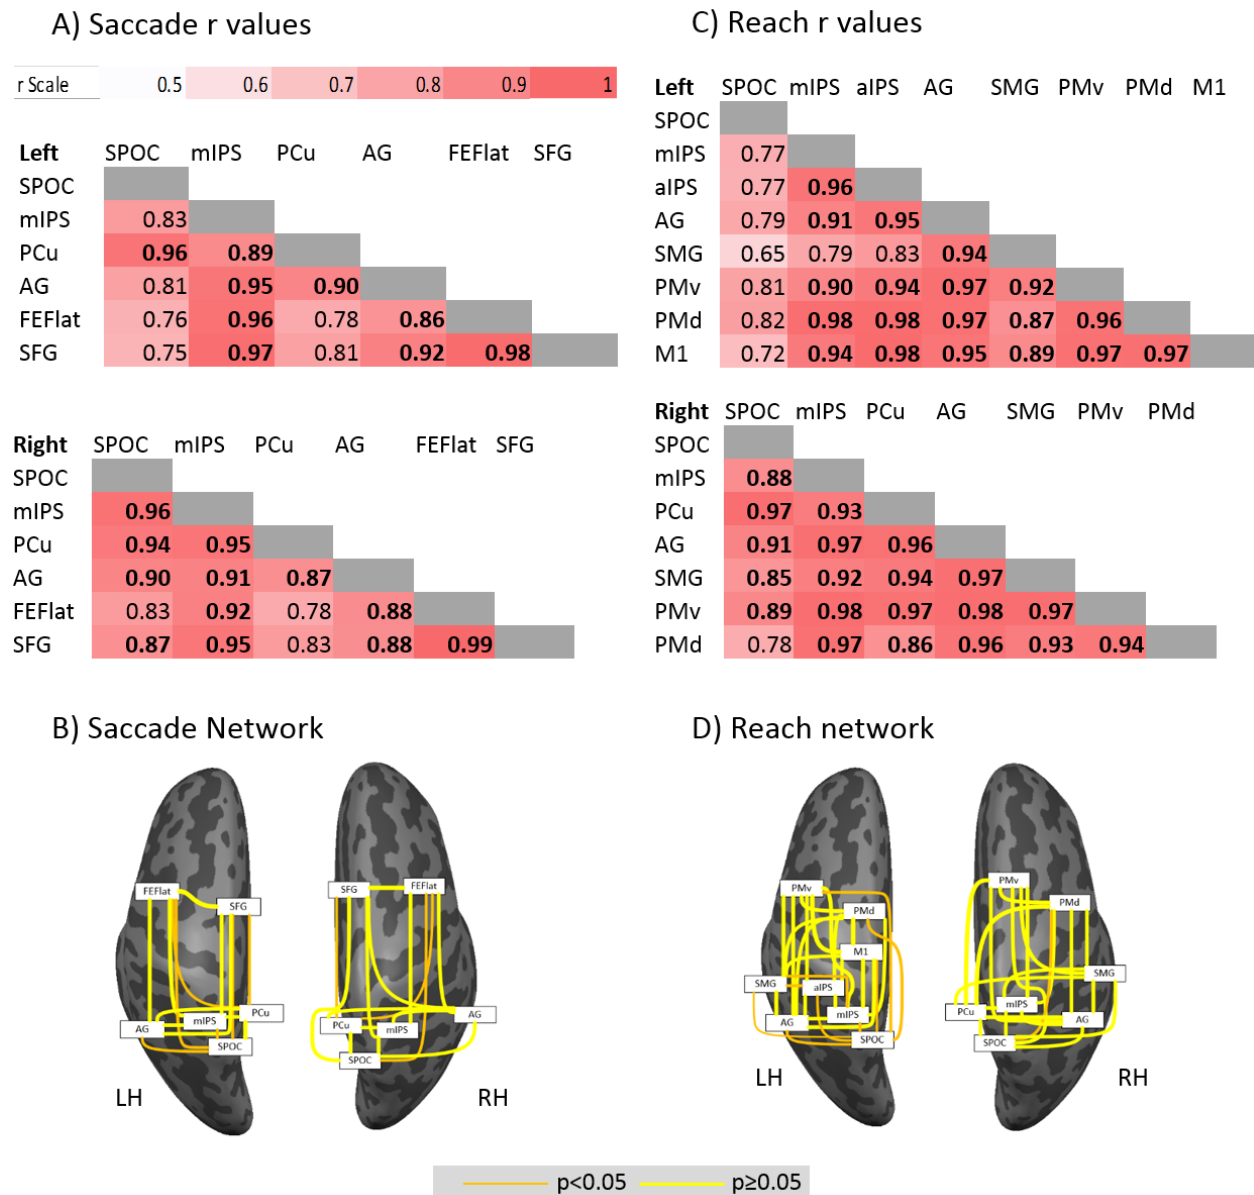 A) Saccade r values
r Scale 0.5 0.6 0.7 0.8 0.9 1
Left SPOC mIPS PCu AG FEFlat SFG
SPOC
mIPS 0.83
PCu 0.96 0.89
AG 0.81 0.95 0.90
FEFlat 0.76 0.96 0.78 0.86
SFG 0.75 0.97 0.81 0.92 0.98
Right SPOC mIPS PCu AG FEFlat SFG
SPOC
mIPS 0.96
PCu 0.94 0.95
AG 0.90 0.91 0.87
FEFlat 0.83 0.92 0.78 0.88
SFG 0.87 0.95 0.83 0.88 0.99
C) Reach r values
Left SPOC mIPS aIPS AG SMG PMv PMd M1
SPOC
mIPS 0.77
aIPS 0.77 0.96
AG 0.79 0.91 0.95
SMG 0.65 0.79 0.83 0.94
PMv 0.81 0.90 0.94 0.97 0.92
PMd 0.82 0.98 0.98 0.97 0.87 0.96
M1 0.72 0.94 0.98 0.95 0.89 0.97 0.97
Right SPOC mIPS PCu AG SMG PMv PMd
SPOC
mIPS 0.88
PCu 0.97 0.93
AG 0.91 0.97 0.96
SMG 0.85 0.92 0.94 0.97
PMv 0.89 0.98 0.97 0.98 0.97
PMd 0.78 0.97 0.86 0.96 0.93 0.94
B) Saccade Network
FEFlat
SFG
PCu
mIPS
AG
SPOC
LH
SFG
FEFlat
AG
PCu
mIPS
SPOC
RH
D) Reach network
PMv
PMd
M1
SMG
aIPS
mIPS
AG
SPOC
LH
PMv
PMd
SMG
mIPS
PCu
AG
SPOC
RH
p<0.05 p≥0.05